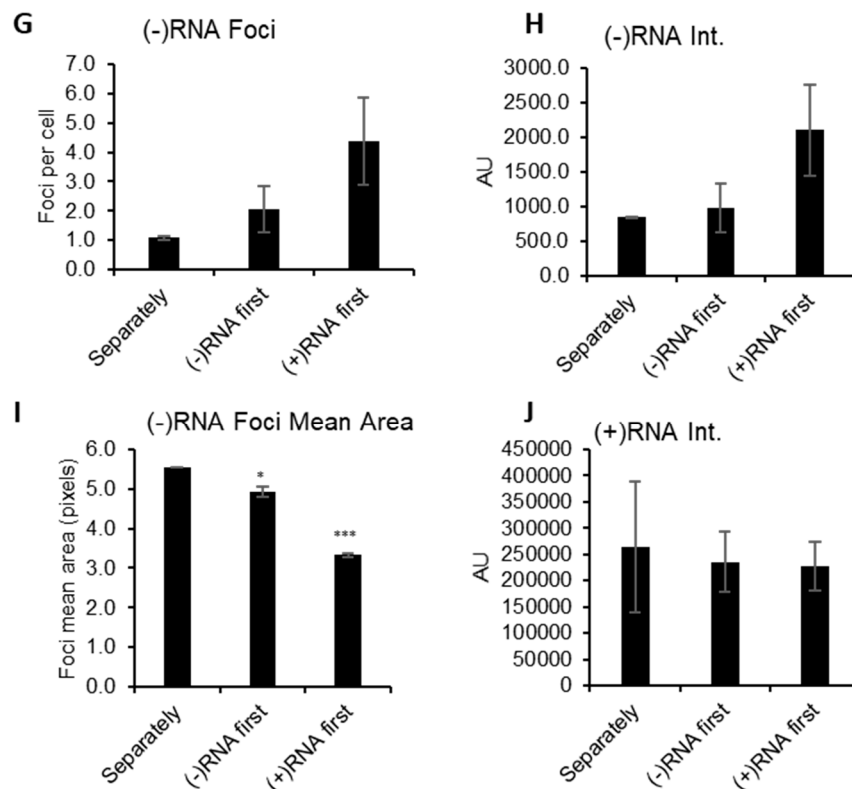 G
(-)RNA Foci
7.0
6.0
5.0
4.0
3.0
2.0
1.0
0.0
Foci per cell
Separately
(-)RNA first
(+)RNA first
H
(-)RNA Int.
3000.0
2500.0
2000.0
1500.0
1000.0
500.0
0.0
AU
Separately
(-)RNA first
(+)RNA first
I
(-)RNA Foci Mean Area
6.0
5.0
4.0
3.0
2.0
1.0
0.0
Foci mean area (pixels)
*
***
Separately
(-)RNA first
(+)RNA first
J
(+)RNA Int.
450000
400000
350000
300000
250000
200000
150000
100000
50000
0
AU
Separately
(-)RNA first
(+)RNA first